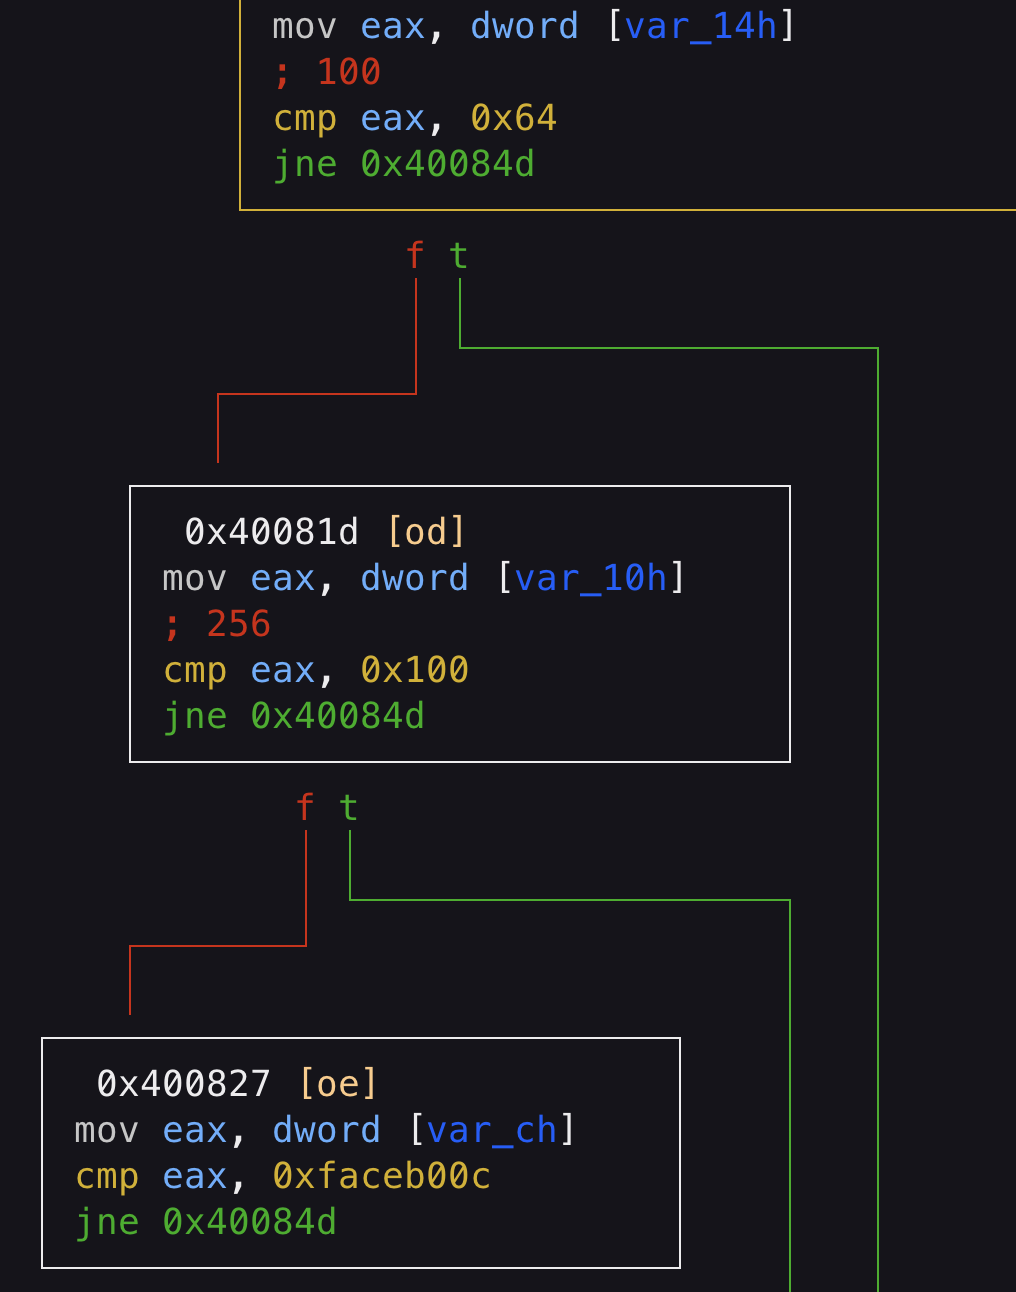 mov eax, dword [var_14h]
; 100
cmp eax, 0x64
jne 0x40084d
f t
0x40081d [od]
mov eax, dword [var_10h]
; 256
cmp eax, 0x100
jne 0x40084d
f t
0x400827 [oe]
mov eax, dword [var_ch]
cmp eax, 0xfaceb00c
jne 0x40084d